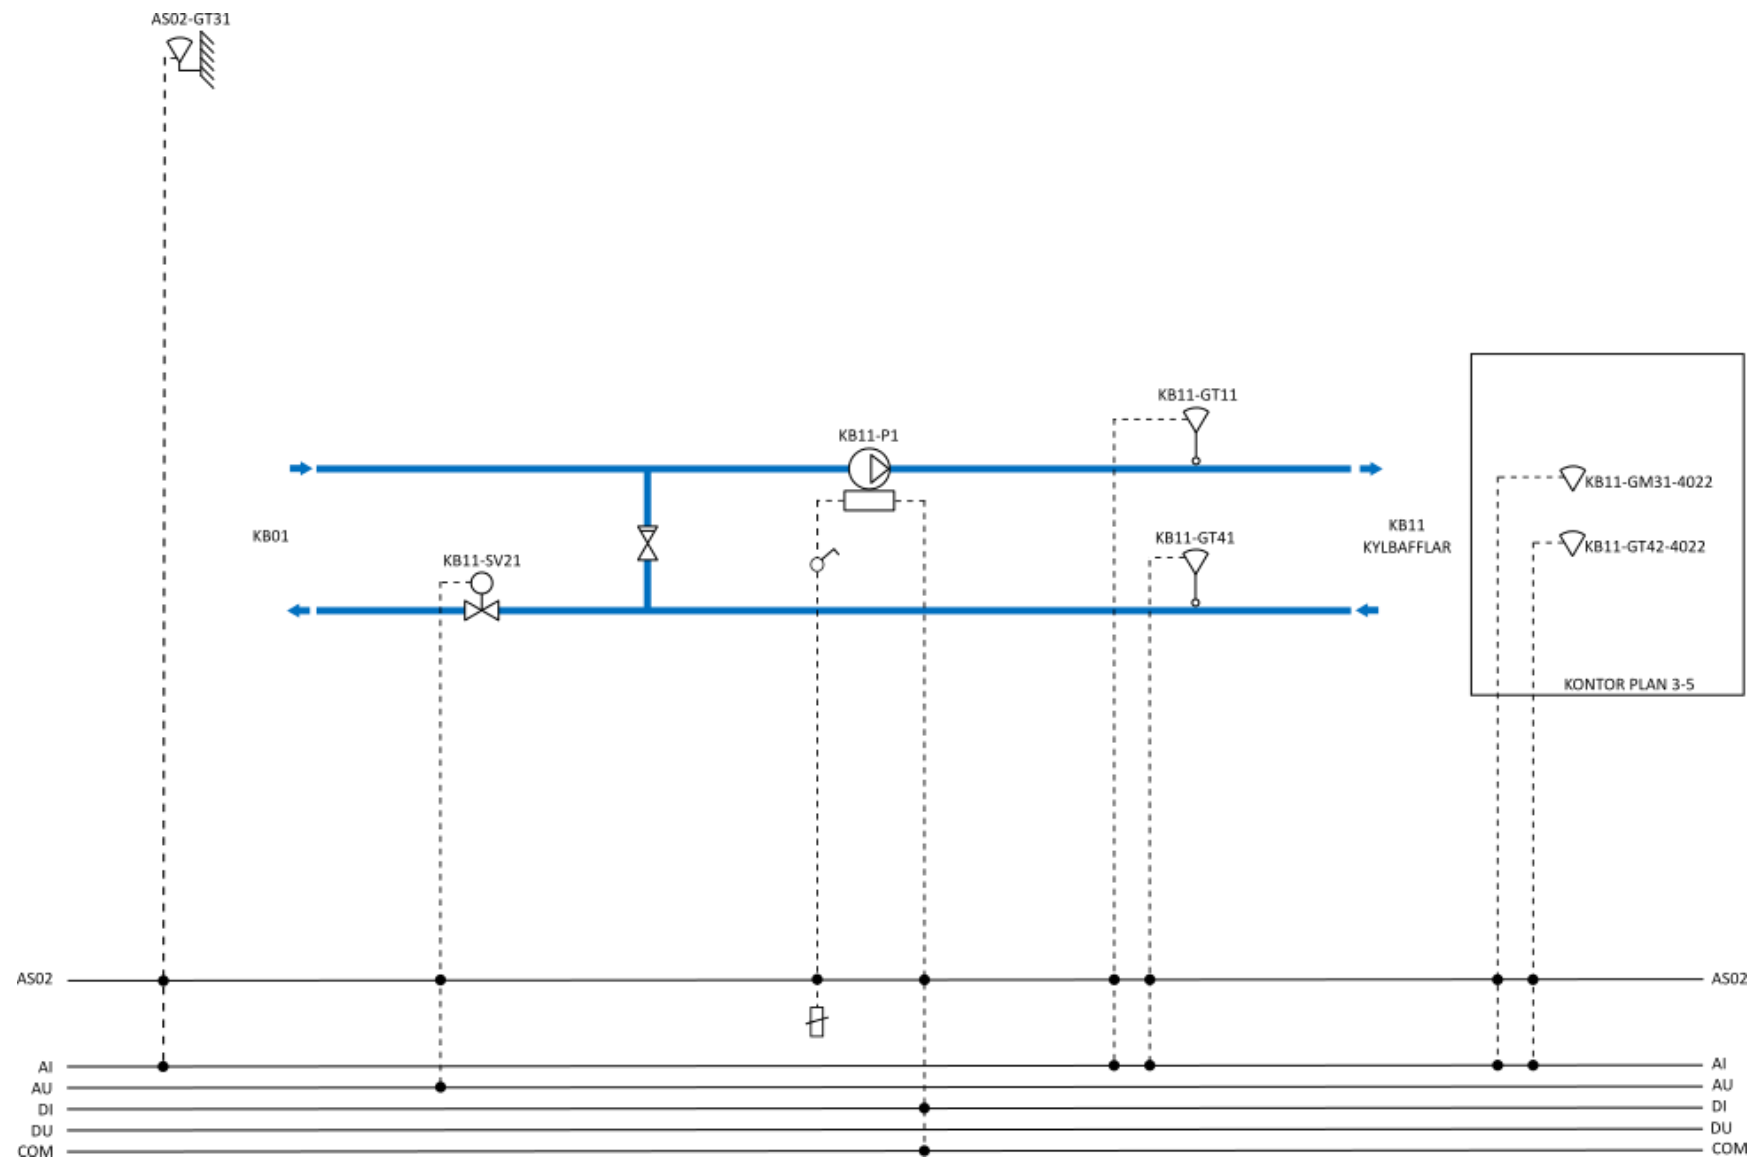 AS02-GT31
KB11-GT11
KB11-P1
KB11-GM31-4022
KB01
KB11-GT41
KB11
KYLBAFFLAR
KB11-GT42-4022
KB11-SV21
KONTOR PLAN 3-5
AS02
AS02
AI
AI
AU
AU
DI
DI
DU
DU
COM
COM